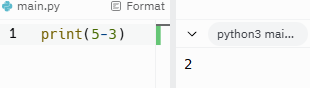 main.py
Format
1 print(5-3)
python3 mai...
2